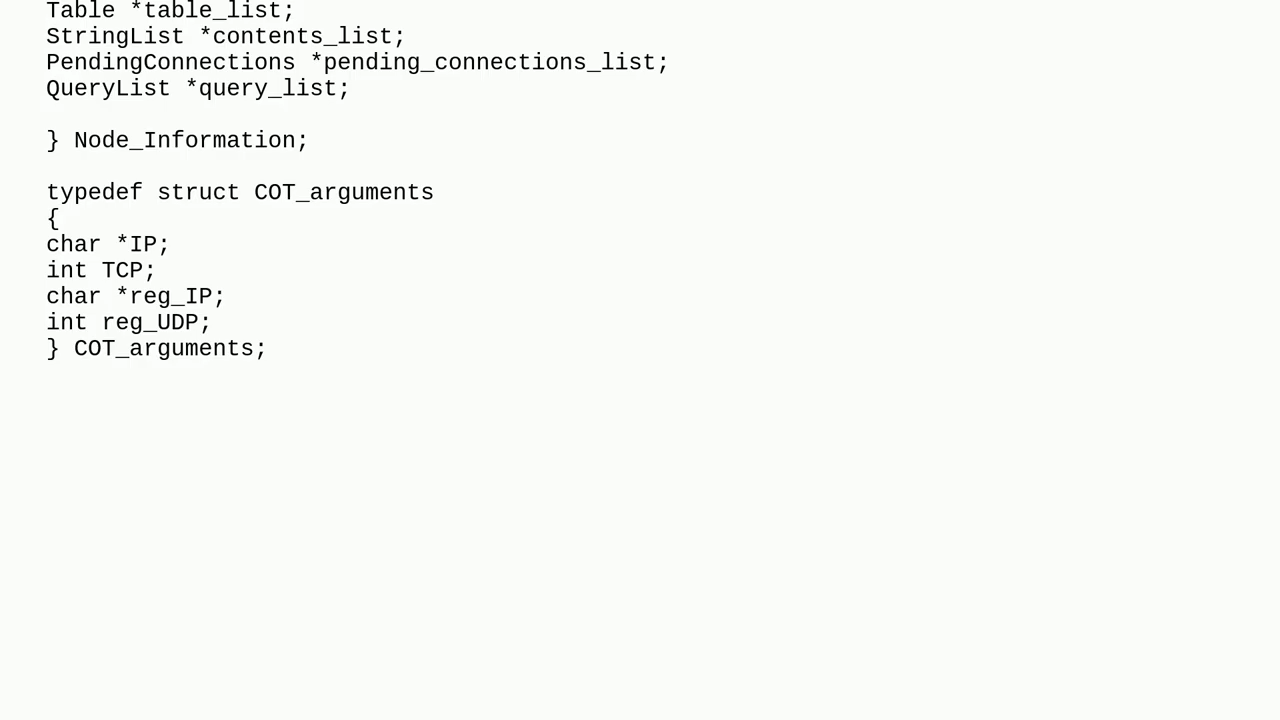 Table *table_list;
StringList *contents_list;
PendingConnections *pending_connections_list;
QueryList *query_list;

} Node_Information;

typedef struct COT_arguments
{
char *IP;
int TCP;
char *reg_IP;
int reg_UDP;
} COT_arguments;